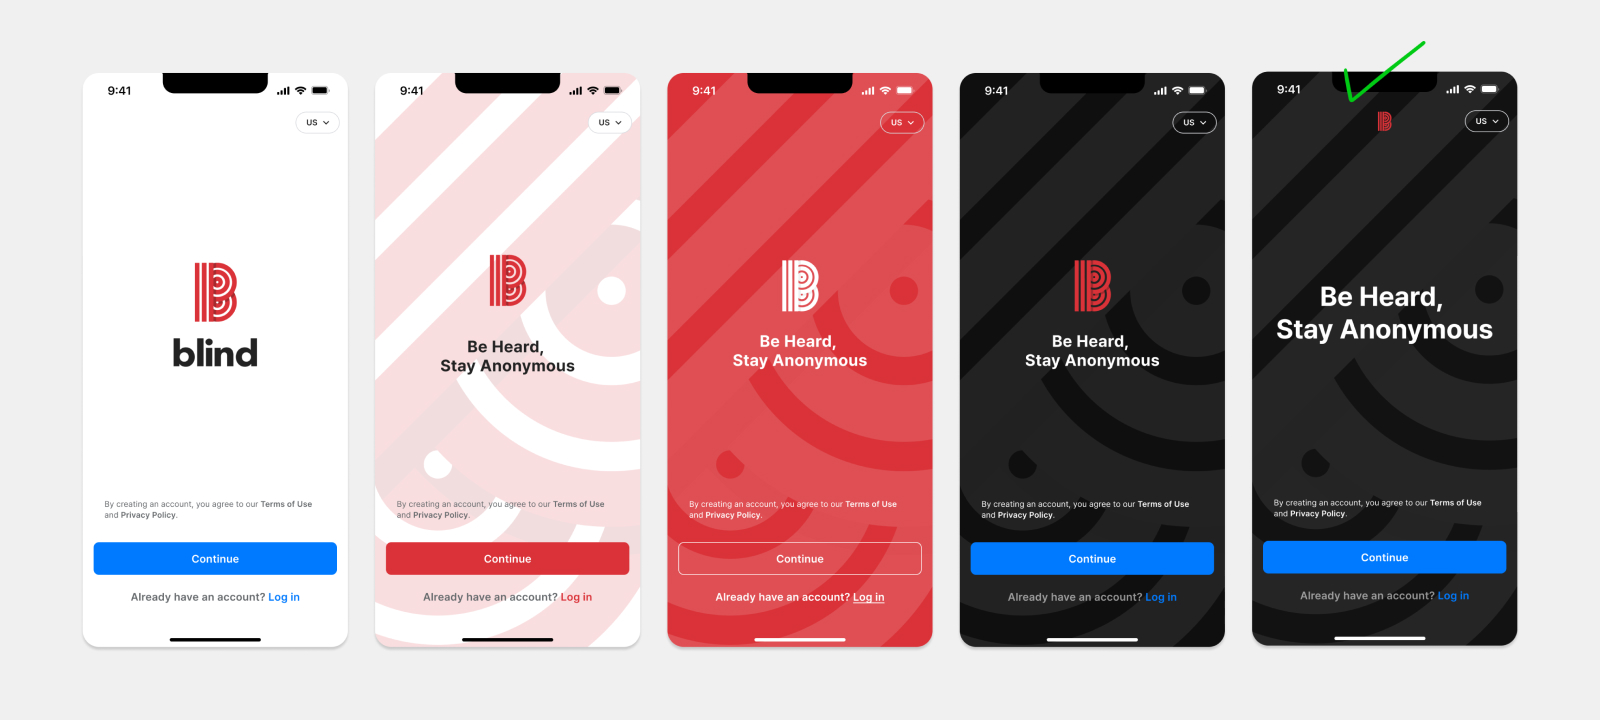 9:41
US
blind
By creating an account, you agree to our Terms of Use
and Privacy Policy.
Continue
Already have an account? Log in
9:41
US
Be Heard,
Stay Anonymous
By creating an account, you agree to our Terms of Use
and Privacy Policy.
Continue
Already have an account? Log in
9:41
US
Be Heard,
Stay Anonymous
By creating an account, you agree to our Terms of Use
and Privacy Policy.
Continue
Already have an account? Log in
9:41
US
Be Heard,
Stay Anonymous
By creating an account, you agree to our Terms of Use
and Privacy Policy.
Continue
Already have an account? Log in
9:41
US
Be Heard,
Stay Anonymous
By creating an account, you agree to our Terms of Use
and Privacy Policy.
Continue
Already have an account? Log in